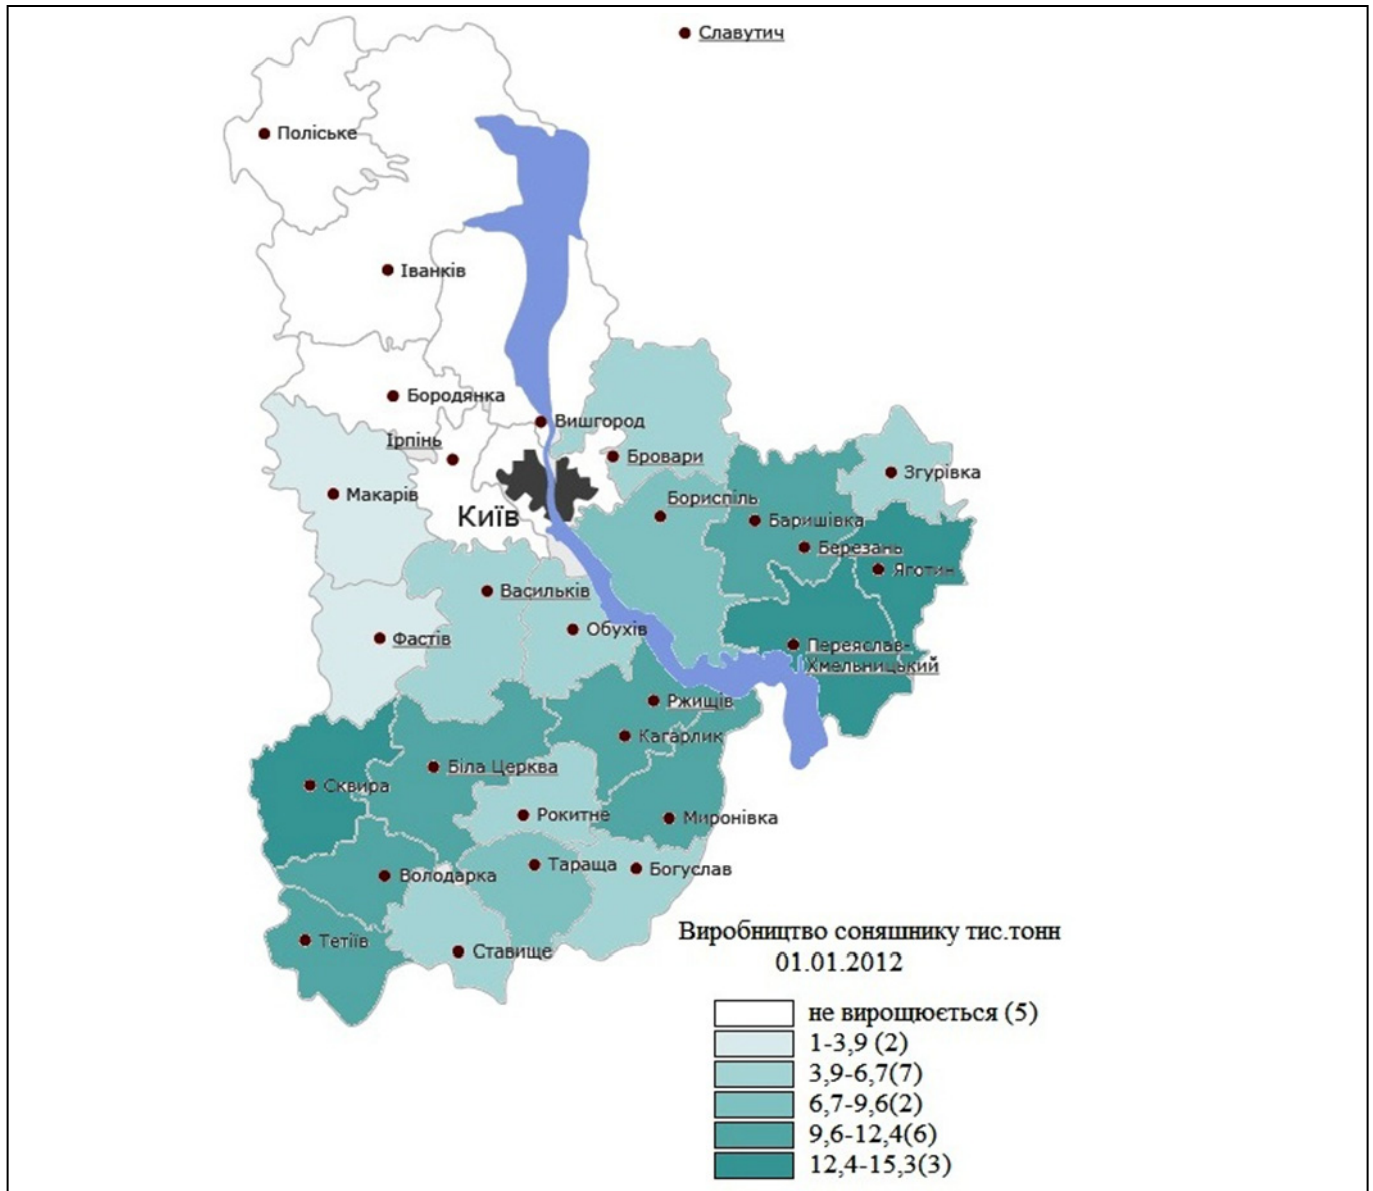 Славутич
Поліське
Іванків
Бородянка
Вишгород
Ірпінь
Бровари
Згурівка
Макарів
Бориспіль
Київ
Баришівка
Березань
Яготин
Васильків
Обухів
Фастів
Переяслав-
Хмельницький
Ржищів
Кагарлик
Біла Церква
Сквира
Рокитне
Миронівка
Тараща
Богуслав
Володарка
Тетіїв
Ставище
Виробництво соняшнику тис.тонн
01.01.2012
не вирощюється (5)
1-3,9 (2)
3,9-6,7(7)
6,7-9,6(2)
9,6-12,4(6)
12,4-15,3(3)